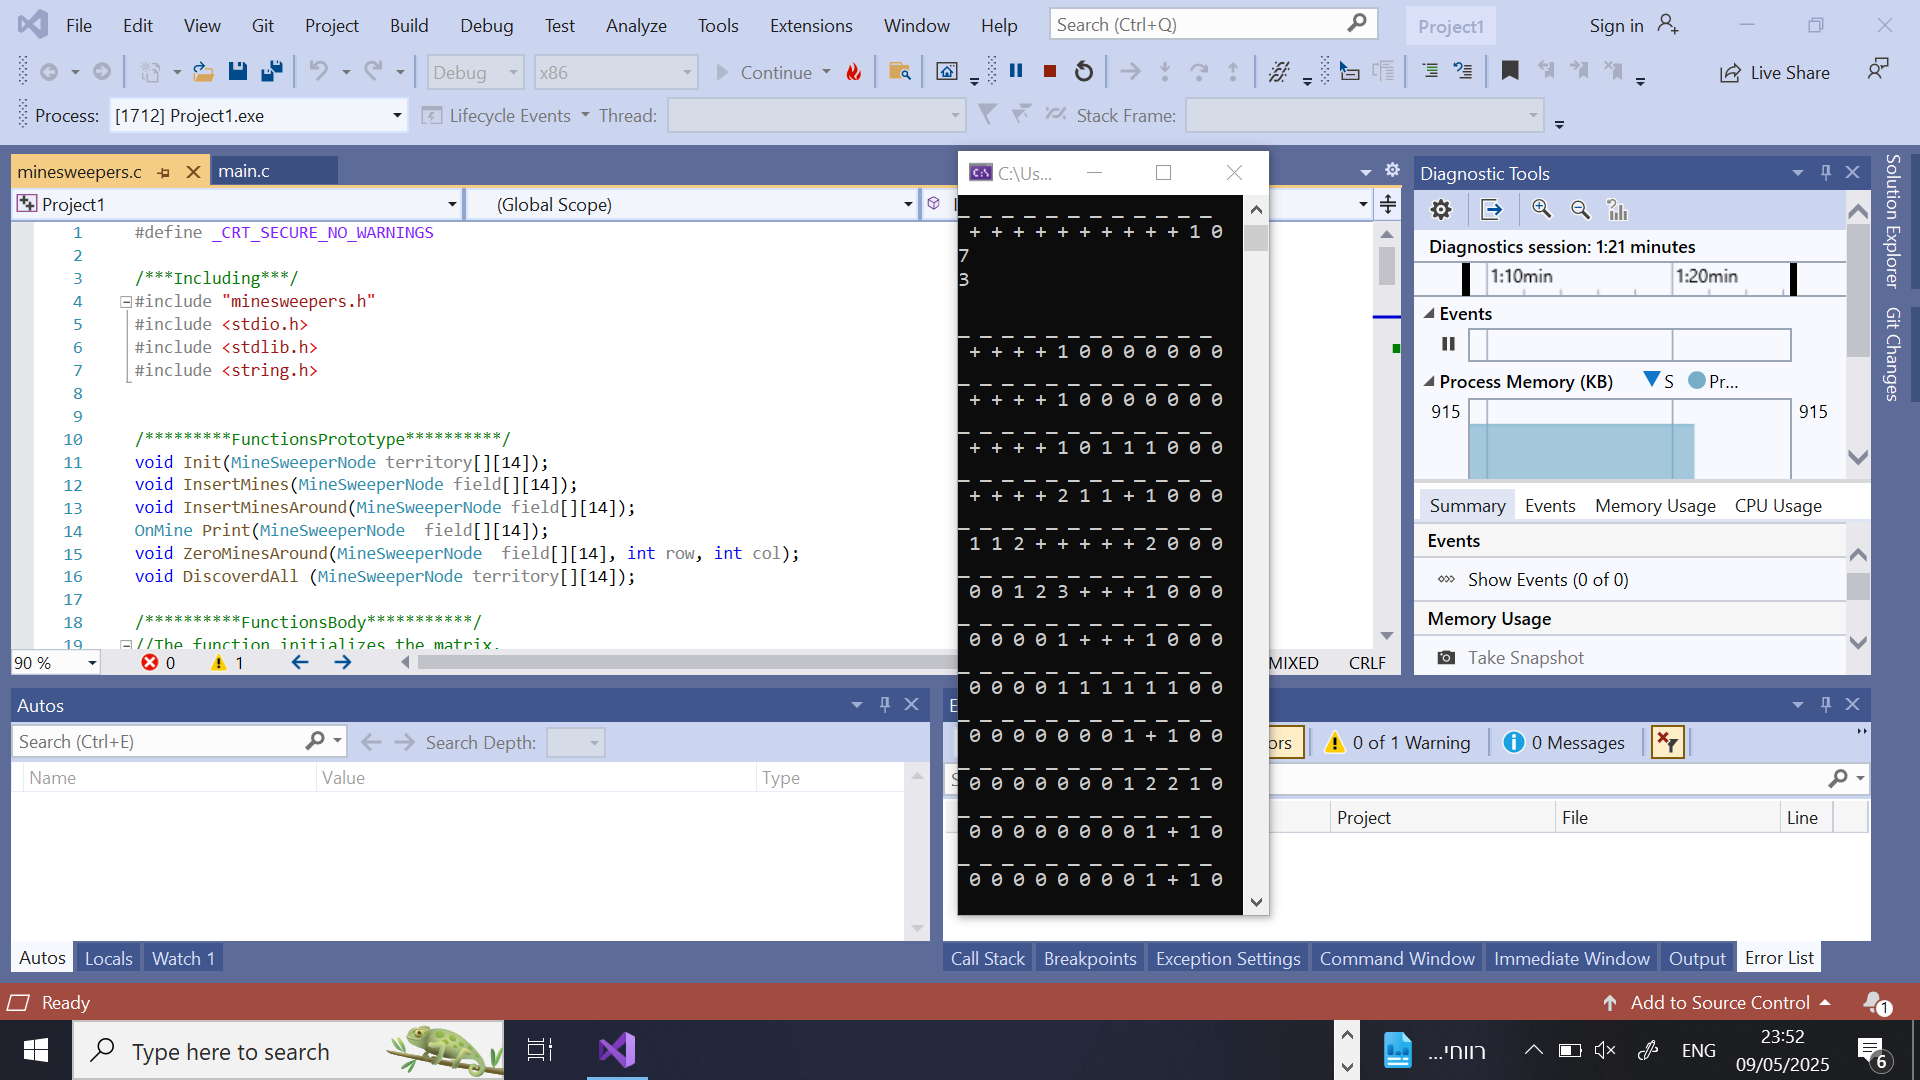 File Edit View Git Project Build Debug Test Analyze Tools Extensions Window Help Search (Ctrl+Q) Project1 Sign in
Debug x86 Continue Live Share
Process: [1712] Project1.exe Lifecycle Events Thread: Stack Frame:
minesweepers.c main.c
Project1 (Global Scope)
1 #define _CRT_SECURE_NO_WARNINGS
2
3 /***Including***/
4 #include "minesweepers.h"
5 #include <stdio.h>
6 #include <stdlib.h>
7 #include <string.h>
8
9
10 /*********FunctionsPrototype**********/
11 void Init(MineSweeperNode territory[][14]);
12 void InsertMines(MineSweeperNode field[][14]);
13 void InsertMinesAround(MineSweeperNode field[][14]);
14 OnMine Print(MineSweeperNode  field[][14]);
15 void ZeroMinesAround(MineSweeperNode  field[][14], int row, int col);
16 void DiscoverdAll (MineSweeperNode territory[][14]);
17
18 /**********FunctionsBody***********/
19 //The function initializes the matrix.
90 % 0 1 MIXED CRLF
C:\Us...
_ _ _ _ _ _ _ _ _ _ _ _
+ + + + + + + + + + 1 0
7
3
_ _ _ _ _ _ _ _ _ _ _ _
+ + + + 1 0 0 0 0 0 0 0
_ _ _ _ _ _ _ _ _ _ _ _
+ + + + 1 0 0 0 0 0 0 0
_ _ _ _ _ _ _ _ _ _ _ _
+ + + + 1 0 1 1 1 0 0 0
_ _ _ _ _ _ _ _ _ _ _ _
+ + + + 2 1 1 + 1 0 0 0
_ _ _ _ _ _ _ _ _ _ _ _
1 1 2 + + + + + 2 0 0 0
_ _ _ _ _ _ _ _ _ _ _ _
0 0 1 2 3 + + + 1 0 0 0
_ _ _ _ _ _ _ _ _ _ _ _
0 0 0 0 1 + + + 1 0 0 0
_ _ _ _ _ _ _ _ _ _ _ _
0 0 0 0 1 1 1 1 1 1 0 0
_ _ _ _ _ _ _ _ _ _ _ _
0 0 0 0 0 0 0 1 + 1 0 0
_ _ _ _ _ _ _ _ _ _ _ _
0 0 0 0 0 0 0 1 2 2 1 0
_ _ _ _ _ _ _ _ _ _ _ _
0 0 0 0 0 0 0 0 1 + 1 0
_ _ _ _ _ _ _ _ _ _ _ _
0 0 0 0 0 0 0 0 1 + 1 0
Diagnostic Tools
Diagnostics session: 1:21 minutes
1:10min 1:20min
Events
Process Memory (KB) S Pr...
915 915
Summary Events Memory Usage CPU Usage
Events
Show Events (0 of 0)
Memory Usage
Take Snapshot
Solution Explorer
Git Changes
Autos
Search (Ctrl+E) Search Depth:
Name Value Type
Autos Locals Watch 1
0 of 1 Warning 0 Messages
Project File Line
Call Stack Breakpoints Exception Settings Command Window Immediate Window Output Error List
Ready Add to Source Control 1
Type here to search רווחי... ENG 23:52
09/05/2025 6